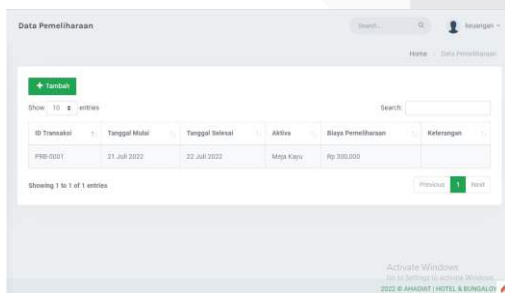 Data Pemeliharaan
Search...
keuangan
Home
Data Pemeliharaan
+ Tambah
Show 10 entries
Search:
ID Transaksi Tanggal Mulai Tanggal Selesai Aktiva Biaya Pemeliharaan Keterangan
PRB-0001 21 Juli 2022 22 Juli 2022 Meja Kayu Rp 300,000
Showing 1 to 1 of 1 entries
Previous 1 Next
Activate Windows
Go to Settings to activate Windows.
2022 © AHADIAT | HOTEL & BUNGALOW